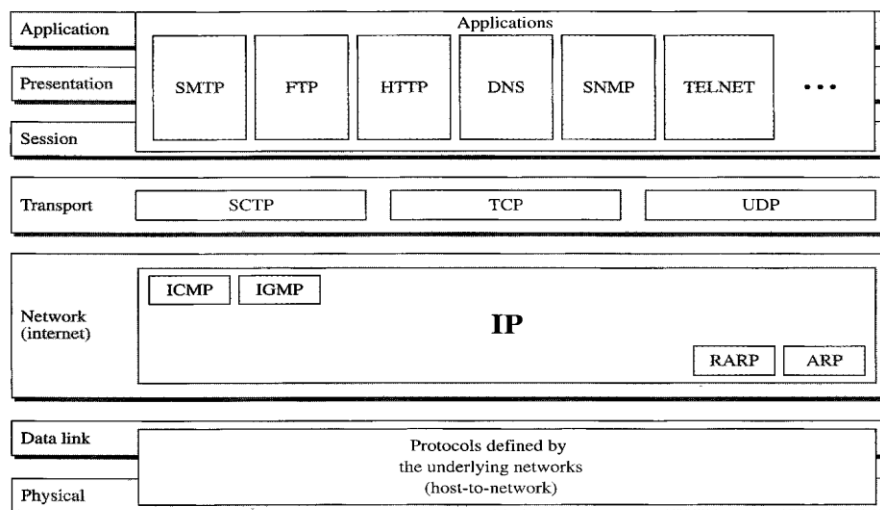 Application
Applications
Presentation
SMTP FTP HTTP DNS SNMP TELNET ...
Session
Transport SCTP TCP UDP
ICMP IGMP
Network
(internet)
IP
RARP ARP
Data link
Protocols defined by
the underlying networks
(host-to-network)
Physical